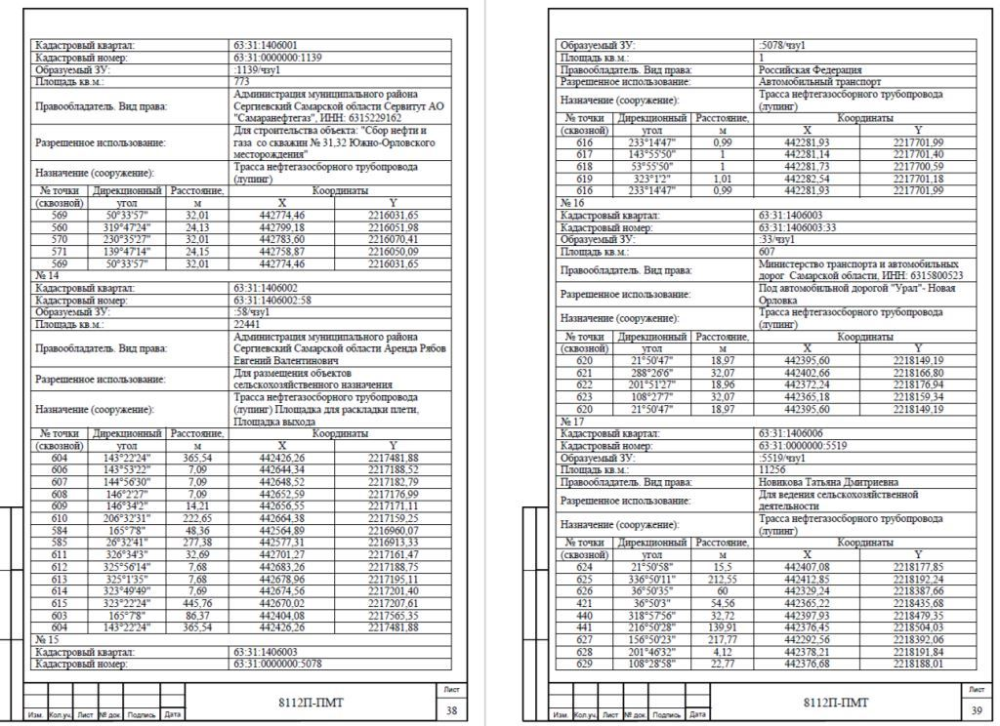 Кадастровый квартал: 63:31:1406001
Кадастровый номер: 63:31:0000000:1139
Образуемый ЗУ: :1139/чзу1
Площадь кв.м.: 773
Правообладатель. Вид права: Администрация муниципального района
Сергиевский Самарской области Сервитут АО
"Самаранефтегаз", ИНН: 6315229162
Разрешенное использование: Для строительства объекта: "Сбор нефти и
газа со скважин № 31,32 Южно-Орловского
месторождения"
Назначение (сооружение): Трасса нефтегазосборного трубопровода
(лупинг)
№ точки Дирекционный Расстояние, Координаты
(сквозной) угол м X Y
569 50°33'57" 32,01 442774,46 2216031,65
560 319°47'24" 24,13 442799,18 2216051,98
570 230°35'27" 32,01 442783,60 2216070,41
571 139°47'14" 24,15 442758,87 2216050,09
569 50°33'57" 32,01 442774,46 2216031,65
№ 14
Кадастровый квартал: 63:31:1406002
Кадастровый номер: 63:31:1406002:58
Образуемый ЗУ: :58/чзу1
Площадь кв.м.: 22441
Правообладатель. Вид права: Администрация муниципального района
Сергиевский Самарской области Аренда Рябов
Евгений Валентинович
Разрешенное использование: Для размещения объектов
сельскохозяйственного назначения
Назначение (сооружение): Трасса нефтегазосборного трубопровода
(лупинг) Площадка для раскладки плети,
Площадка выхода
№ точки Дирекционный Расстояние, Координаты
(сквозной) угол м X Y
604 143°22'24" 365,54 442426,26 2217481,88
606 143°53'22" 7,09 442644,34 2217188,52
607 144°56'30" 7,09 442648,52 2217182,79
608 146°2'27" 7,09 442652,59 2217176,99
609 146°34'2" 14,21 442656,55 2217171,11
610 206°32'31" 222,65 442664,38 2217159,25
584 165°7'8" 48,36 442564,89 2216960,07
585 26°32'41" 277,38 442577,31 2216913,33
611 326°34'3" 32,69 442701,27 2217161,47
612 325°56'14" 7,68 442683,26 2217188,75
613 325°1'35" 7,68 442678,96 2217195,11
614 323°49'49" 7,69 442674,56 2217201,40
615 323°22'24" 445,76 442670,02 2217207,61
603 165°7'8" 86,37 442404,08 2217565,35
604 143°22'24" 365,54 442426,26 2217481,88
№ 15
Кадастровый квартал: 63:31:1406003
Кадастровый номер: 63:31:0000000:5078
8112П-ПМТ
Лист
38
Изм. Кол.уч. Лист № док. Подпись Дата
Образуемый ЗУ: :5078/чзу1
Площадь кв.м.: 1
Правообладатель. Вид права: Российская Федерация
Разрешенное использование: Автомобильный транспорт
Назначение (сооружение): Трасса нефтегазосборного трубопровода
(лупинг)
№ точки Дирекционный Расстояние, Координаты
(сквозной) угол м X Y
616 233°14'47" 0,99 442281,93 2217701,99
617 143°55'50" 1 442281,14 2217701,40
618 53°55'50" 1 442281,73 2217700,59
619 323°1'2" 1,01 442282,54 2217701,18
616 233°14'47" 0,99 442281,93 2217701,99
№ 16
Кадастровый квартал: 63:31:1406003
Кадастровый номер: 63:31:1406003:33
Образуемый ЗУ: :33/чзу1
Площадь кв.м.: 607
Правообладатель. Вид права: Министерство транспорта и автомобильных
дорог Самарской области, ИНН: 6315800523
Разрешенное использование: Под автомобильной дорогой "Урал"- Новая
Орловка
Назначение (сооружение): Трасса нефтегазосборного трубопровода
(лупинг)
№ точки Дирекционный Расстояние, Координаты
(сквозной) угол м X Y
620 21°50'47" 18,97 442395,60 2218149,19
621 288°26'6" 32,07 442402,66 2218166,80
622 201°51'27" 18,96 442372,24 2218176,94
623 108°27'7" 32,07 442365,18 2218159,34
620 21°50'47" 18,97 442395,60 2218149,19
№ 17
Кадастровый квартал: 63:31:1406006
Кадастровый номер: 63:31:0000000:5519
Образуемый ЗУ: :5519/чзу1
Площадь кв.м.: 11256
Правообладатель. Вид права: Новикова Татьяна Дмитриевна
Разрешенное использование: Для ведения сельскохозяйственной
деятельности
Назначение (сооружение): Трасса нефтегазосборного трубопровода
(лупинг)
№ точки Дирекционный Расстояние, Координаты
(сквозной) угол м X Y
624 21°50'58" 15,5 442407,08 2218177,85
625 336°50'11" 212,55 442412,85 2218192,24
626 36°50'35" 60 442329,24 2218387,66
421 36°50'3" 54,56 442365,22 2218435,68
440 318°57'56" 32,72 442397,93 2218479,35
441 216°50'28" 139,91 442376,45 2218504,03
627 156°50'23" 217,77 442292,56 2218392,06
628 201°46'32" 4,12 442378,21 2218191,84
629 108°28'58" 22,77 442376,68 2218188,01
8112П-ПМТ
Лист
39
Изм. Кол.уч. Лист № док. Подпись Дата